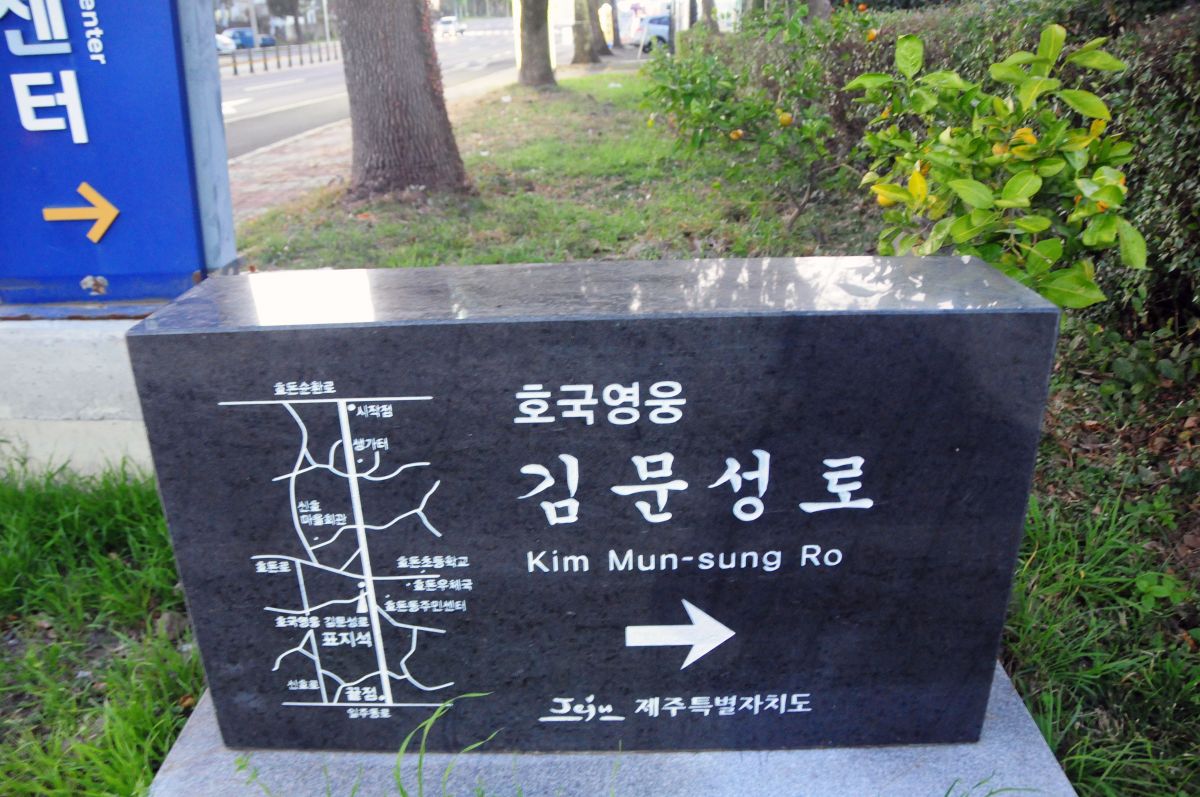 센터
enter
호국영웅
김문성로
Kim Mun-sung Ro
Jeju 제주특별자치도
효돈순환로
시작점
생가터
신효
마을회관
효돈로
효돈초등학교
효돈우체국
효돈동주민센터
호국영웅 김문성로
표지석
신효로
끝점
일주동로